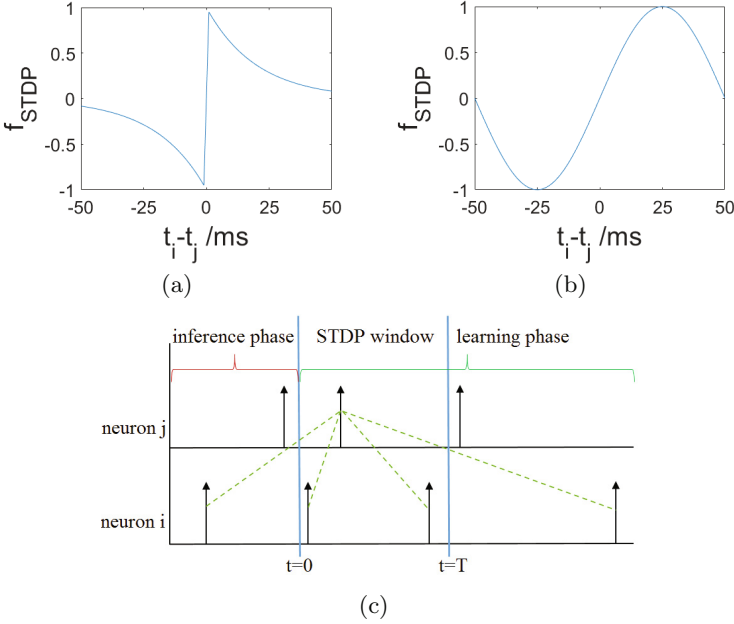 1
0.5
0
-0.5
-1
-50 -25 0 25 50
f_STDP
t_i-t_j /ms
(a)
1
0.5
0
-0.5
-1
-50 -25 0 25 50
f_STDP
t_i-t_j /ms
(b)
inference phase STDP window learning phase
neuron j
neuron i
t=0 t=T
(c)